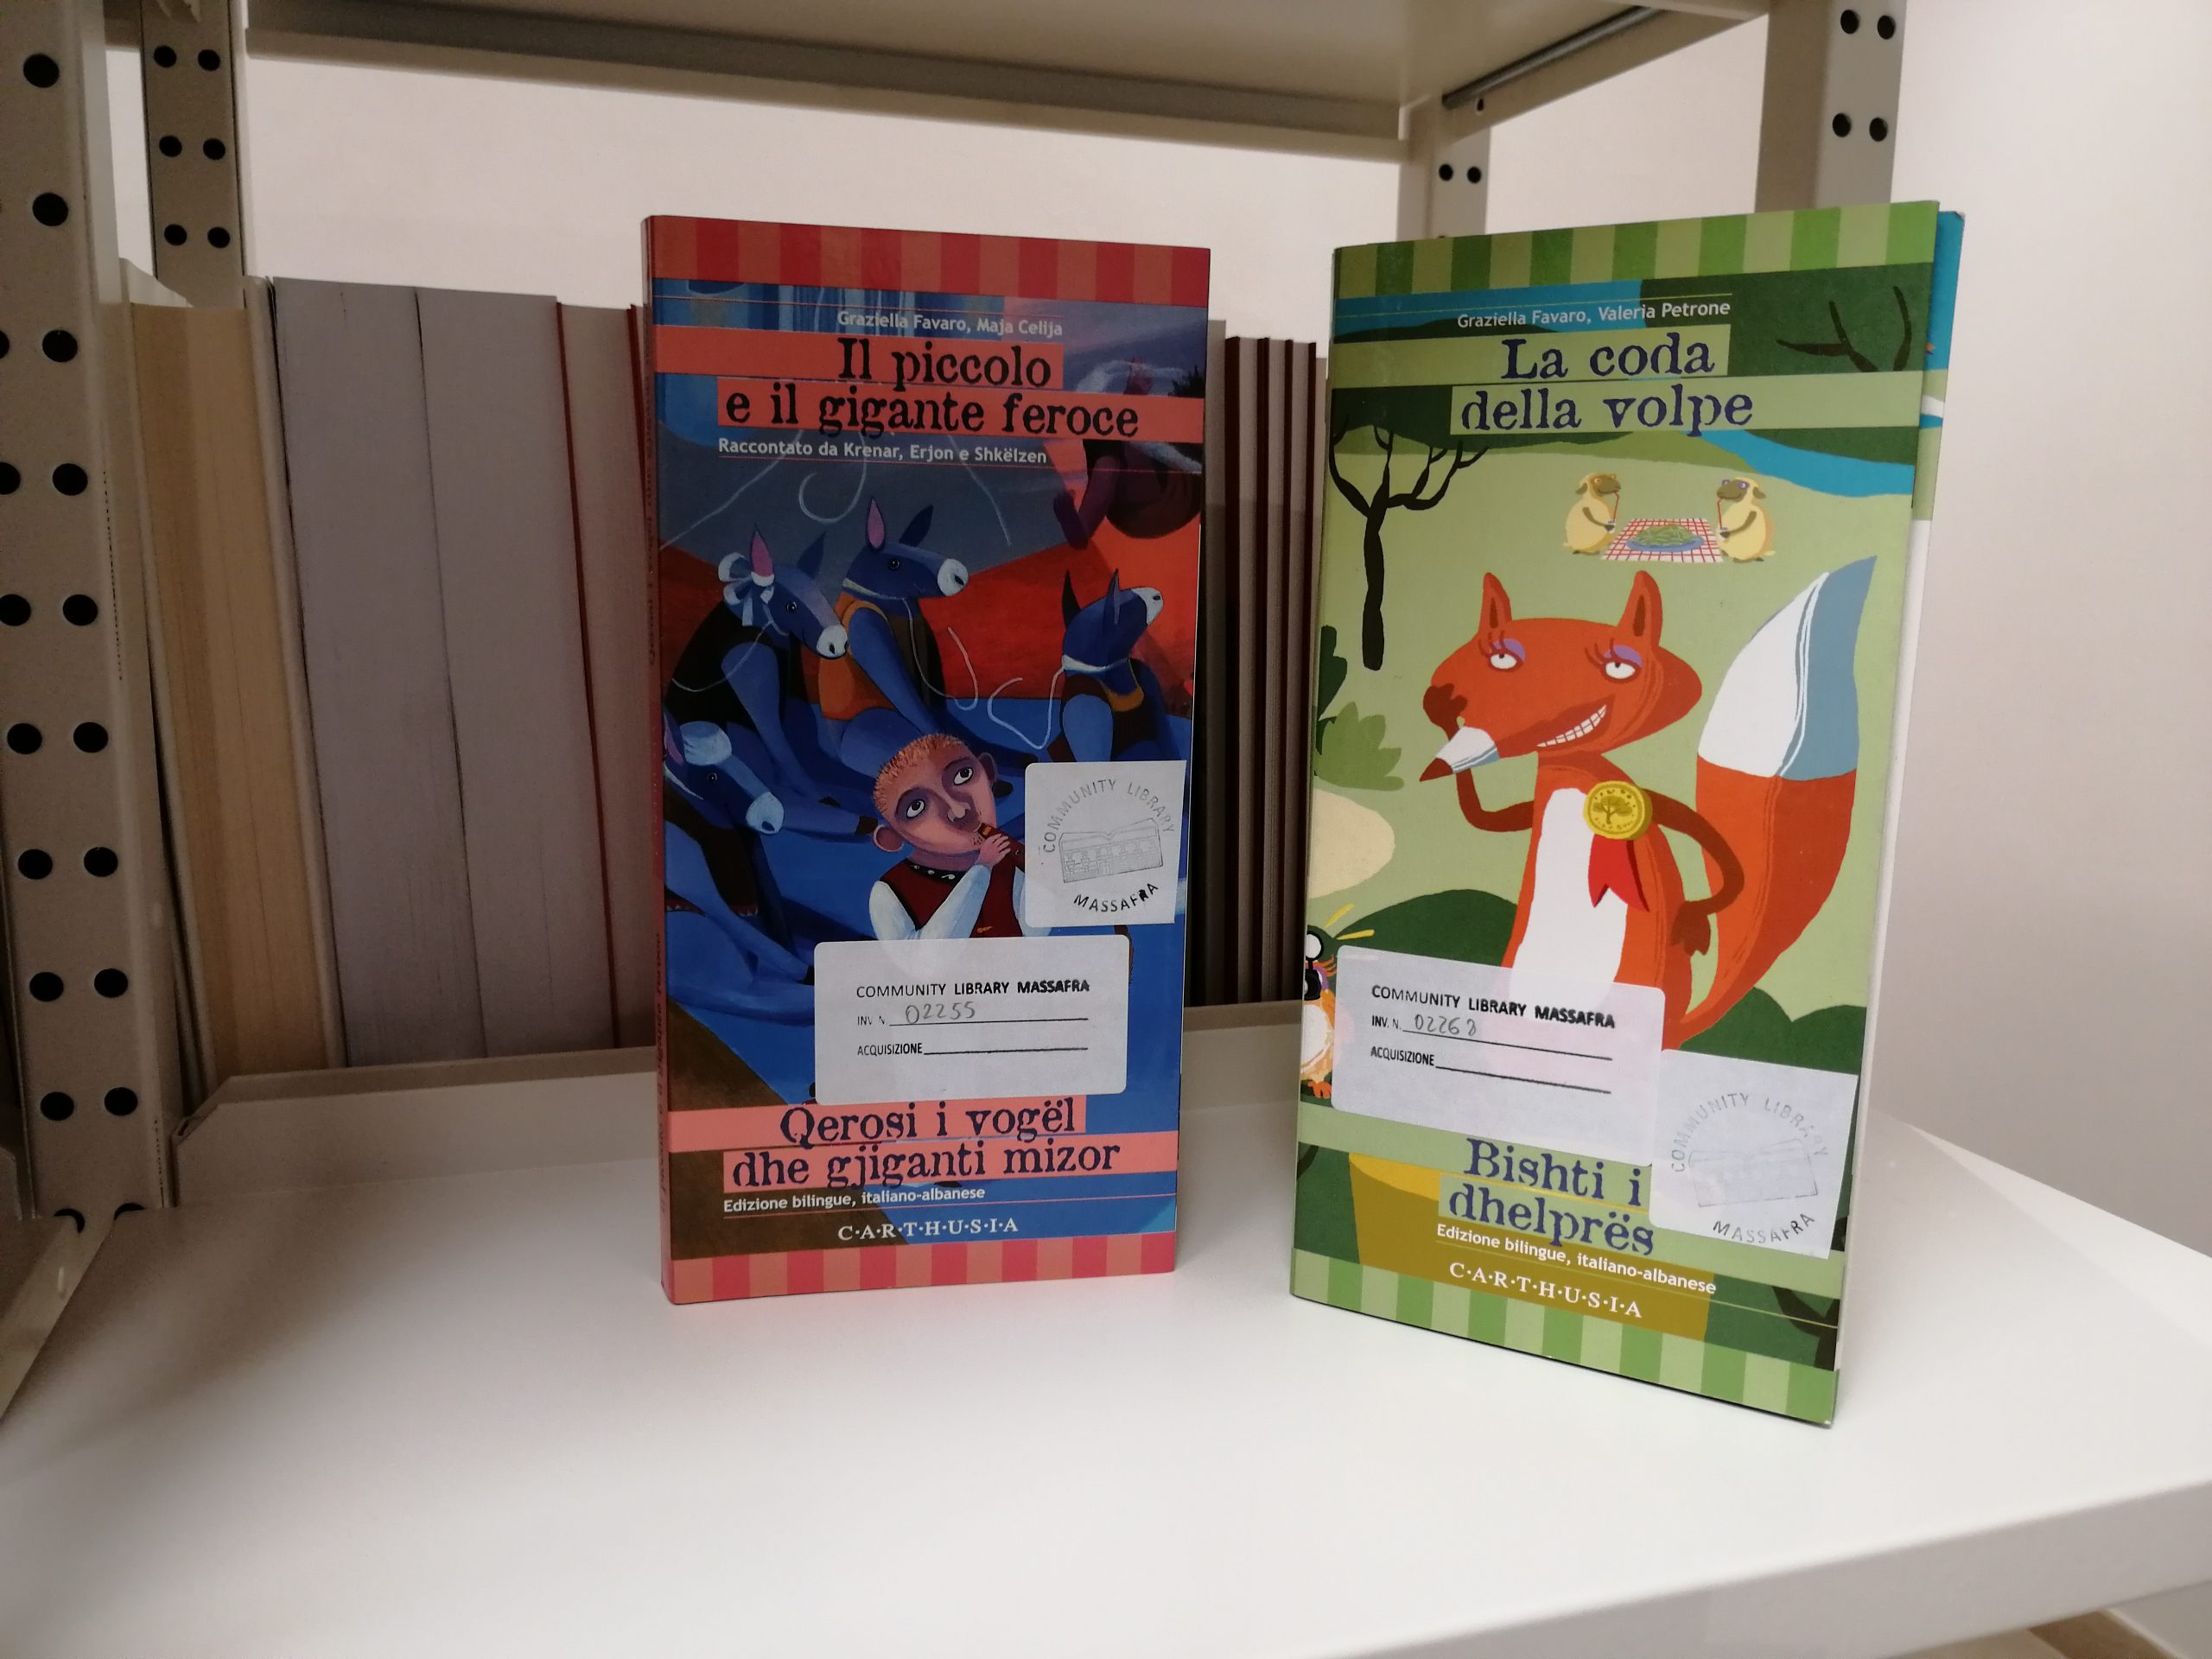 Graziella Favaro, Maja Celija
Il piccolo
e il gigante feroce
Raccontato da Krenar, Erjon e Shkëlzen
COMMUNITY LIBRARY
MASSAFRA
COMMUNITY LIBRARY MASSAFRA
INV. N. 02255
ACQUISIZIONE
Qerosi i vogël
dhe gjiganti mizor
Edizione bilingue, italiano-albanese
C·A·R·T·H·U·S·I·A
Graziella Favaro, Valeria Petrone
La coda
della volpe
COMMUNITY LIBRARY MASSAFRA
INV. N. 02268
ACQUISIZIONE
COMMUNITY LIBRARY
MASSAFRA
Bishti i
dhelprës
Edizione bilingue, italiano-albanese
C·A·R·T·H·U·S·I·A